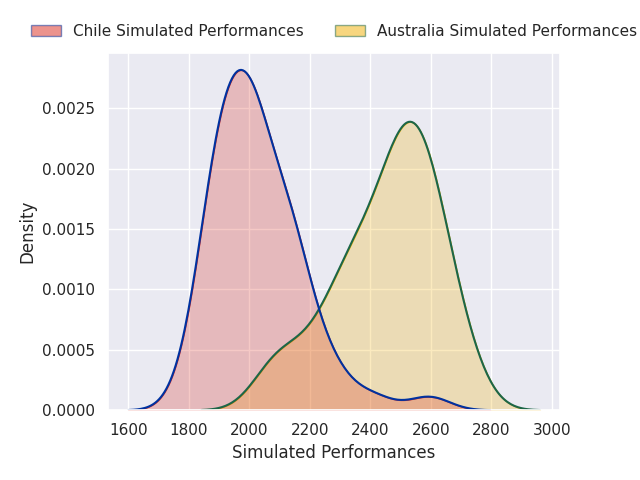 Chile Simulated Performances Australia Simulated Performances
0.0025
0.0020
0.0015
0.0010
0.0005
0.0000
Density
1600 1800 2000 2200 2400 2600 2800 3000
Simulated Performances